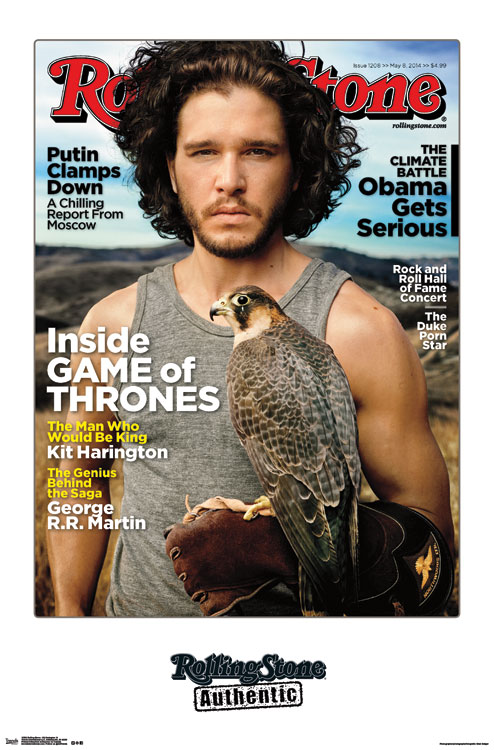 Issue 1208 >> May 8, 2014 >> $4.99
Rolling Stone
rollingstone.com
Putin
Clamps
Down
A Chilling
Report From
Moscow
THE
CLIMATE
BATTLE
Obama
Gets
Serious
Rock and
Roll Hall
of Fame
Concert
The
Duke
Porn
Star
Inside
GAME of
THRONES
The Man Who
Would Be King
Kit Harington
The Genius
Behind
the Saga
George
R.R. Martin
Rolling Stone
Authentic